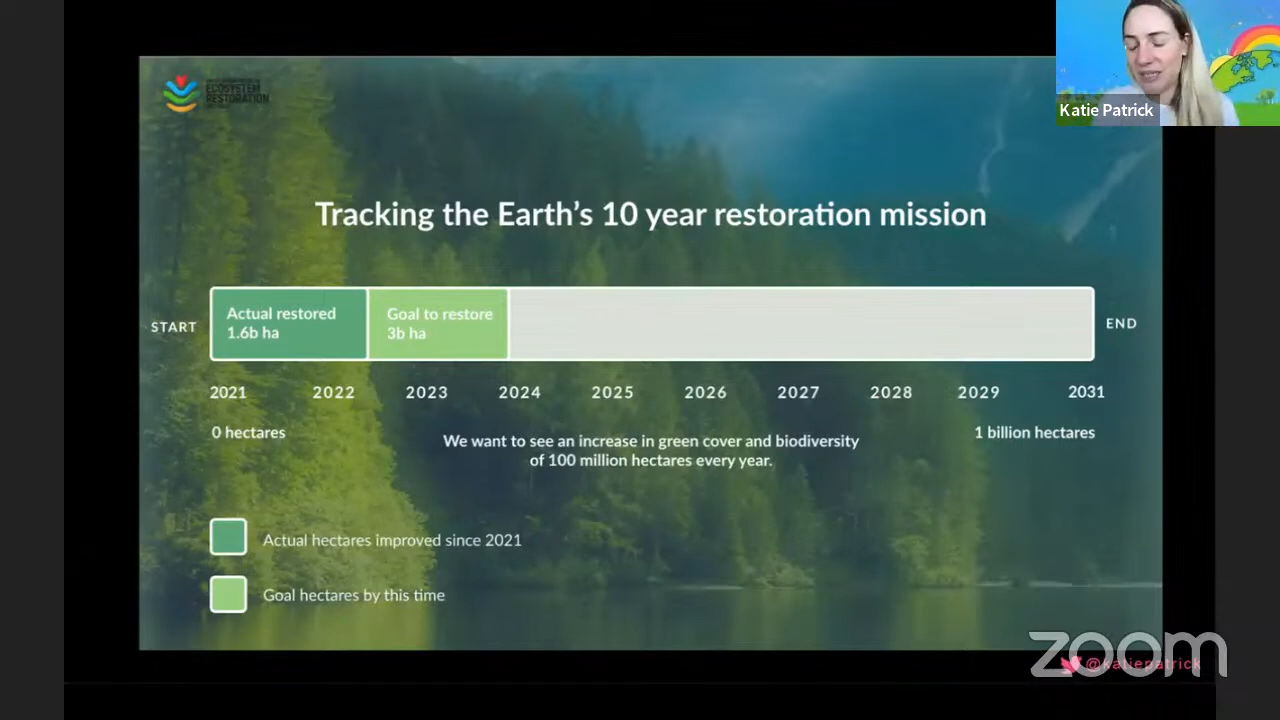 Katie Patrick
ECOSYSTEM
RESTORATION
Tracking the Earth's 10 year restoration mission
START
Actual restored
1.6b ha
Goal to restore
3b ha
END
2021 2022 2023 2024 2025 2026 2027 2028 2029 2031
0 hectares
1 billion hectares
We want to see an increase in green cover and biodiversity
of 100 million hectares every year.
Actual hectares improved since 2021
Goal hectares by this time
zoom
@katiepatrick